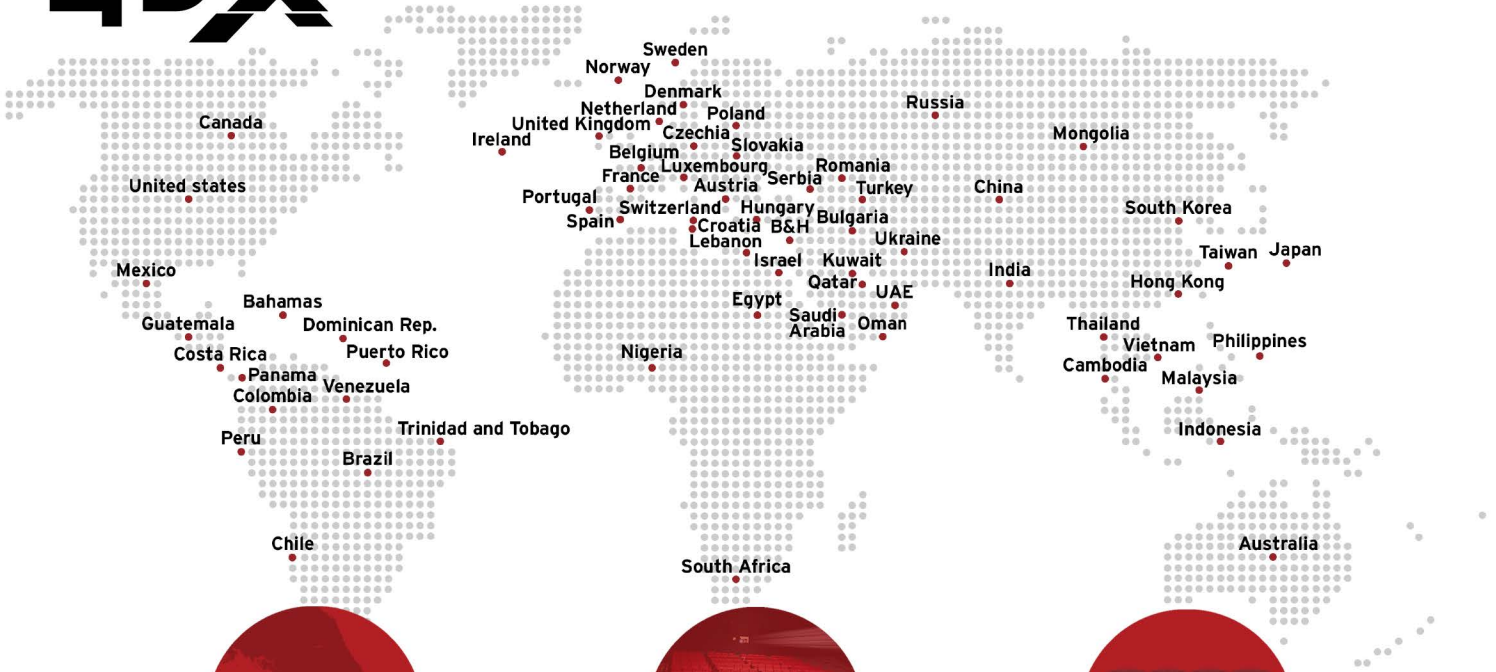 Sweden
Norway
Denmark
Netherland
Poland
Russia
United Kingdom
Canada
Czechia
Mongolia
Ireland
Slovakia
Belgium
Luxembourg
Romania
France
Serbia
United states
Austria
Turkey
China
Portugal
Switzerland
Hungary
South Korea
Spain
Bulgaria
Croatia
B&H
Lebanon
Ukraine
Taiwan
Japan
Israel
Kuwait
Mexico
India
Qatar
Hong Kong
UAE
Bahamas
Egypt
Saudi
Arabia
Oman
Guatemala
Dominican Rep.
Thailand
Vietnam
Philippines
Costa Rica
Puerto Rico
Nigeria
Cambodia
Panama
Venezuela
Malaysia
Colombia
Trinidad and Tobago
Indonesia
Peru
Brazil
Chile
Australia
South Africa